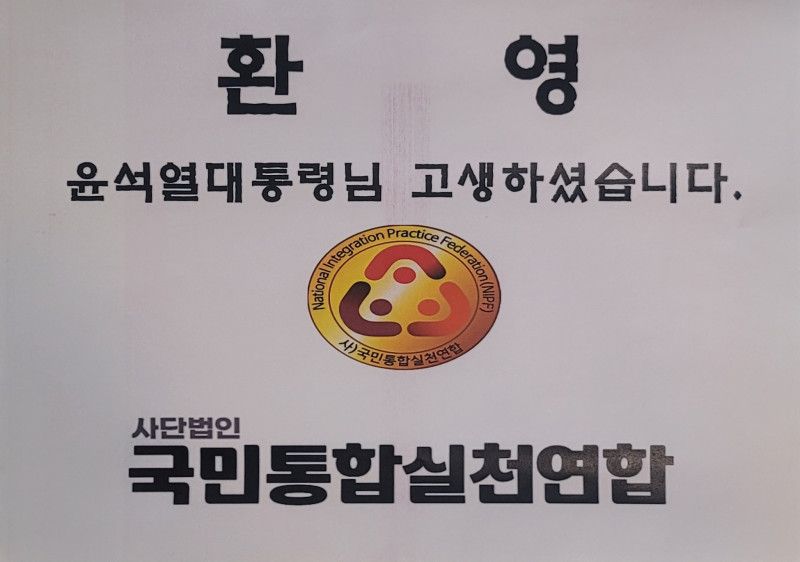 환 영
윤석열대통령님 고생하셨습니다.
National Integration Practice Federation(NIPF)
사)국민통합실천연합
사단법인
국민통합실천연합